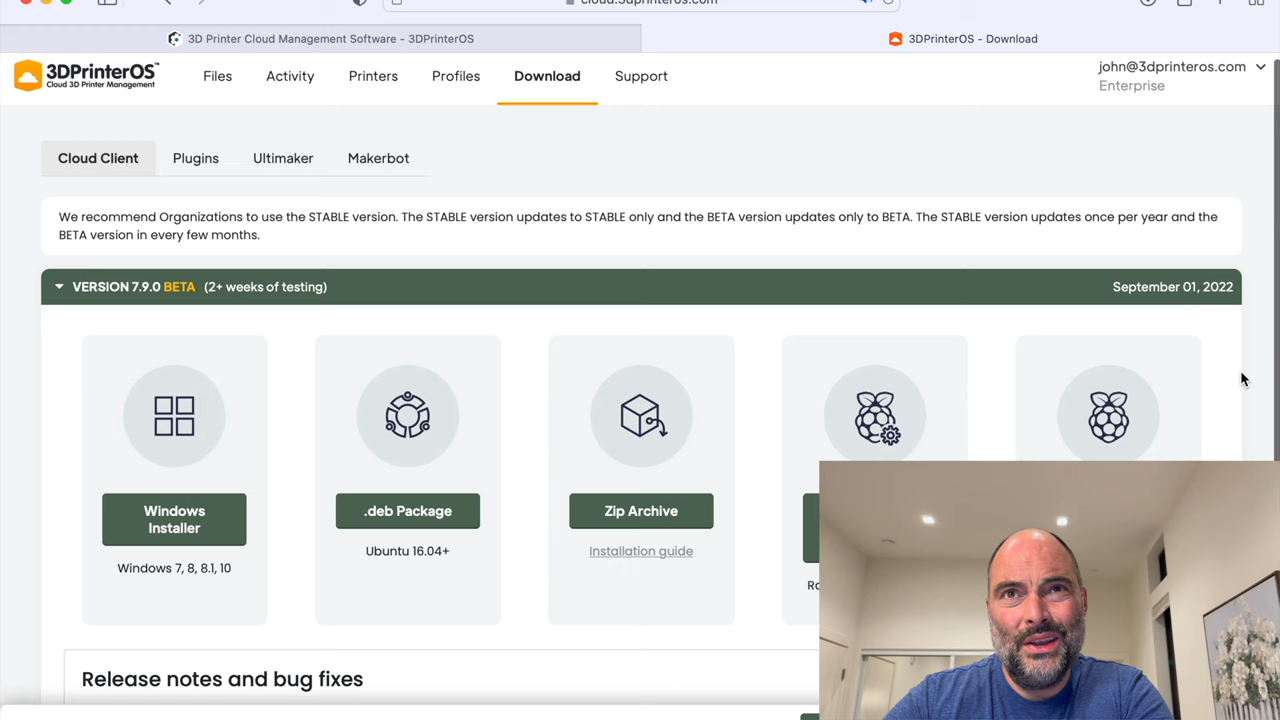 cloud.3dprinteros.com
3D Printer Cloud Management Software - 3DPrinterOS
3DPrinterOS - Download
3DPrinterOS™
Cloud 3D Printer Management
Files
Activity
Printers
Profiles
Download
Support
john@3dprinteros.com
Enterprise
Cloud Client
Plugins
Ultimaker
Makerbot
We recommend Organizations to use the STABLE version. The STABLE version updates to STABLE only and the BETA version updates only to BETA. The STABLE version updates once per year and the
BETA version in every few months.
VERSION 7.9.0 BETA (2+ weeks of testing)
September 01, 2022
Windows
Installer
Windows 7, 8, 8.1, 10
.deb Package
Ubuntu 16.04+
Zip Archive
Installation guide
Release notes and bug fixes